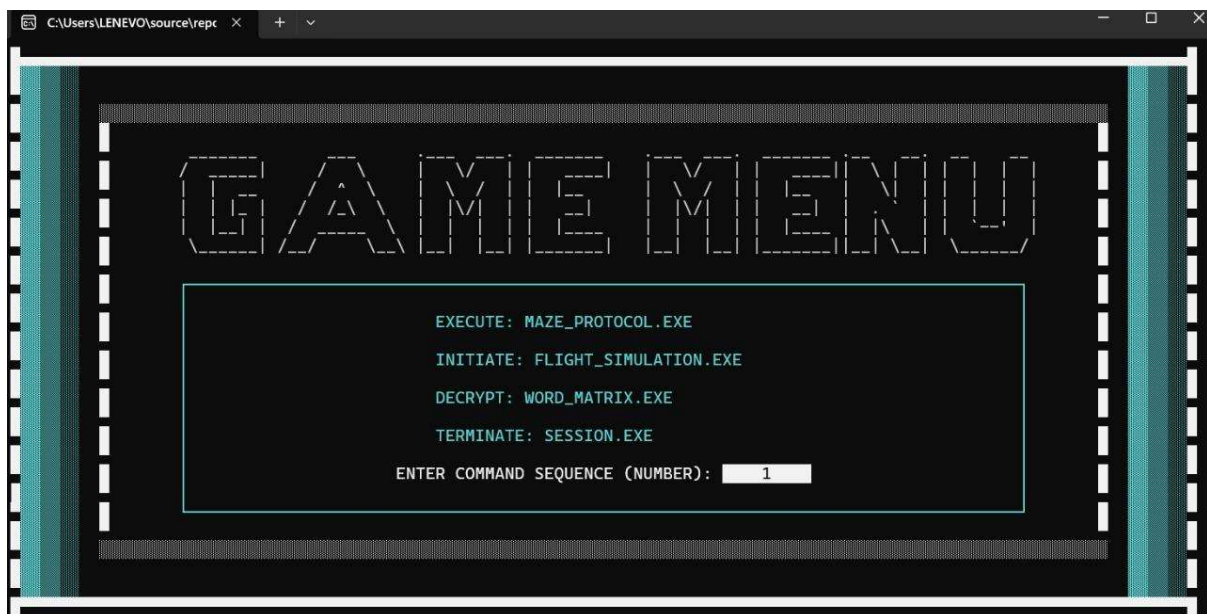 C:\Users\LENEVO\source\repc
GAME MENU
EXECUTE: MAZE_PROTOCOL.EXE
INITIATE: FLIGHT_SIMULATION.EXE
DECRYPT: WORD_MATRIX.EXE
TERMINATE: SESSION.EXE
ENTER COMMAND SEQUENCE (NUMBER): 1